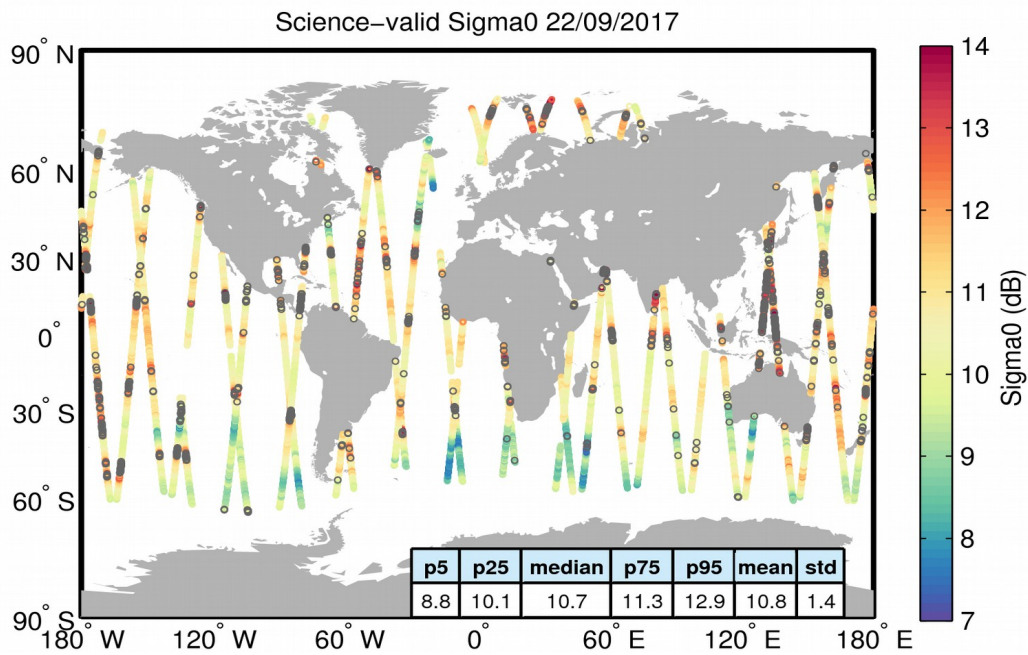 Science−valid Sigma0 22/09/2017
90° N
60° N
30° N
0°
30° S
60° S
90° S
180° W
120° W
60° W
0°
60° E
120° E
180° E
p5 p25 median p75 p95 mean std
8.8 10.1 10.7 11.3 12.9 10.8 1.4
14
13
12
11
10
9
8
7
Sigma0 (dB)